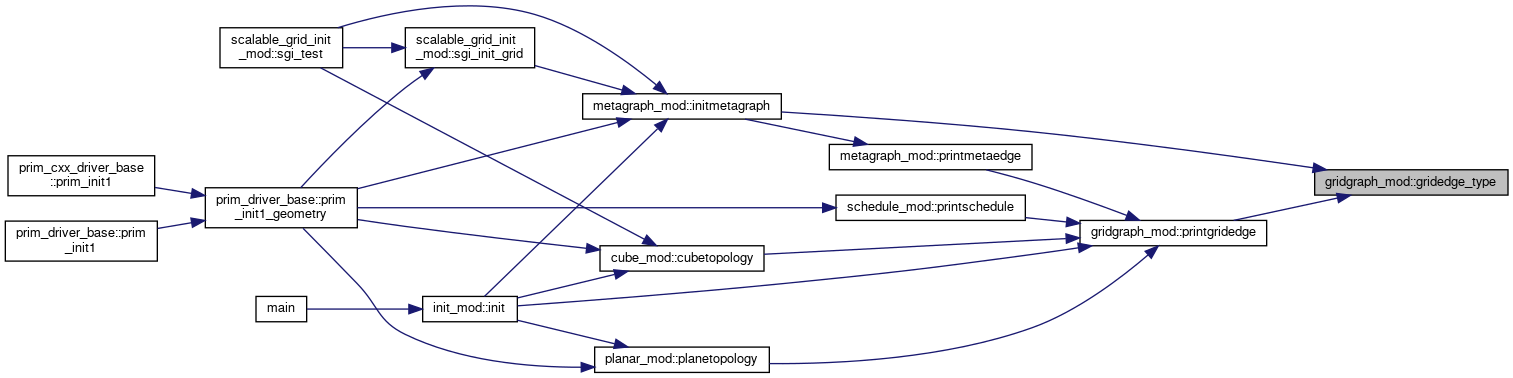 scalable_grid_init
_mod::sgi_test
scalable_grid_init
_mod::sgi_init_grid
metagraph_mod::initmetagraph
metagraph_mod::printmetaedge
prim_cxx_driver_base
::prim_init1
gridgraph_mod::gridedge_type
prim_driver_base::prim
_init1_geometry
schedule_mod::printschedule
prim_driver_base::prim
_init1
gridgraph_mod::printgridedge
cube_mod::cubetopology
main
init_mod::init
planar_mod::planetopology